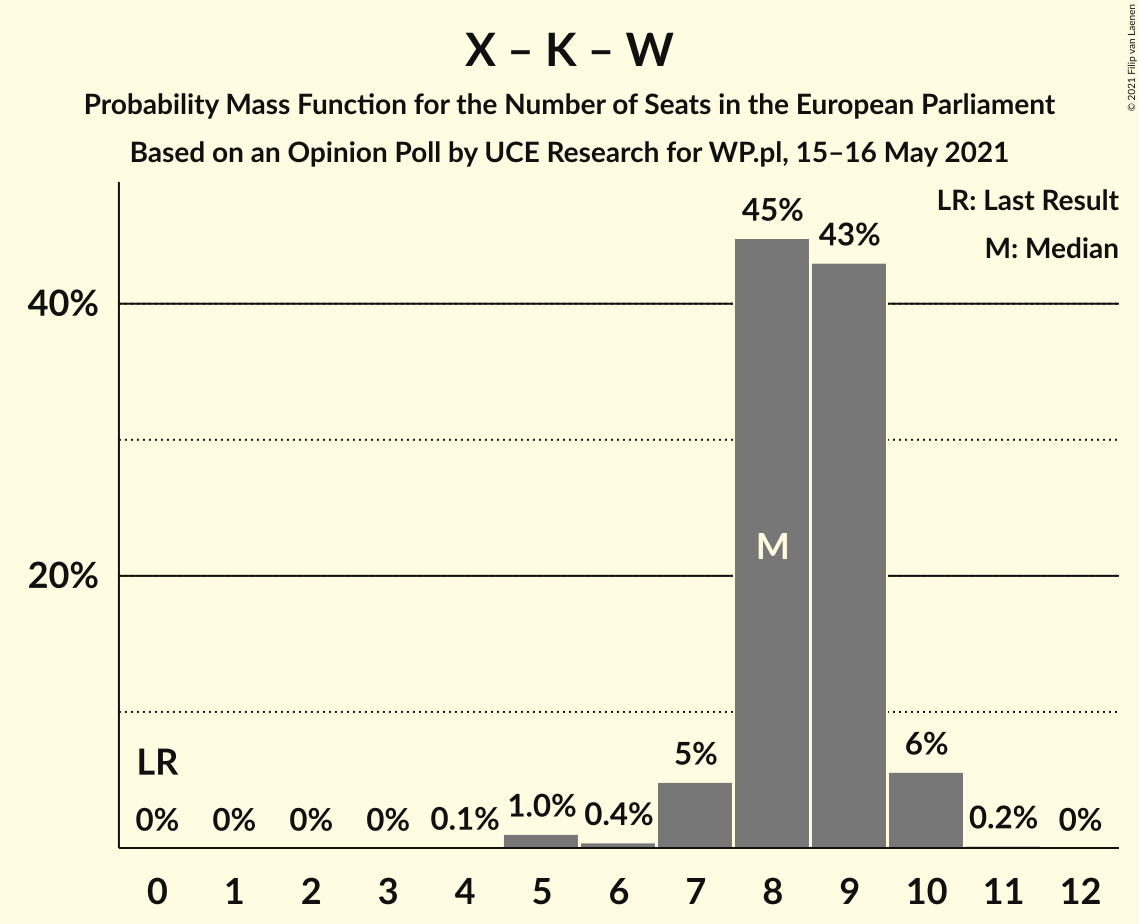 X – K – W
Probability Mass Function for the Number of Seats in the European Parliament
Based on an Opinion Poll by UCE Research for WP.pl, 15–16 May 2021
© 2021 Filip van Laenen
LR: Last Result
M: Median
45%
43%
40%
20%
M
LR
0%
0%
0%
0%
0.1%
1.0%
0.4%
5%
6%
0.2%
0%
0 1 2 3 4 5 6 7 8 9 10 11 12